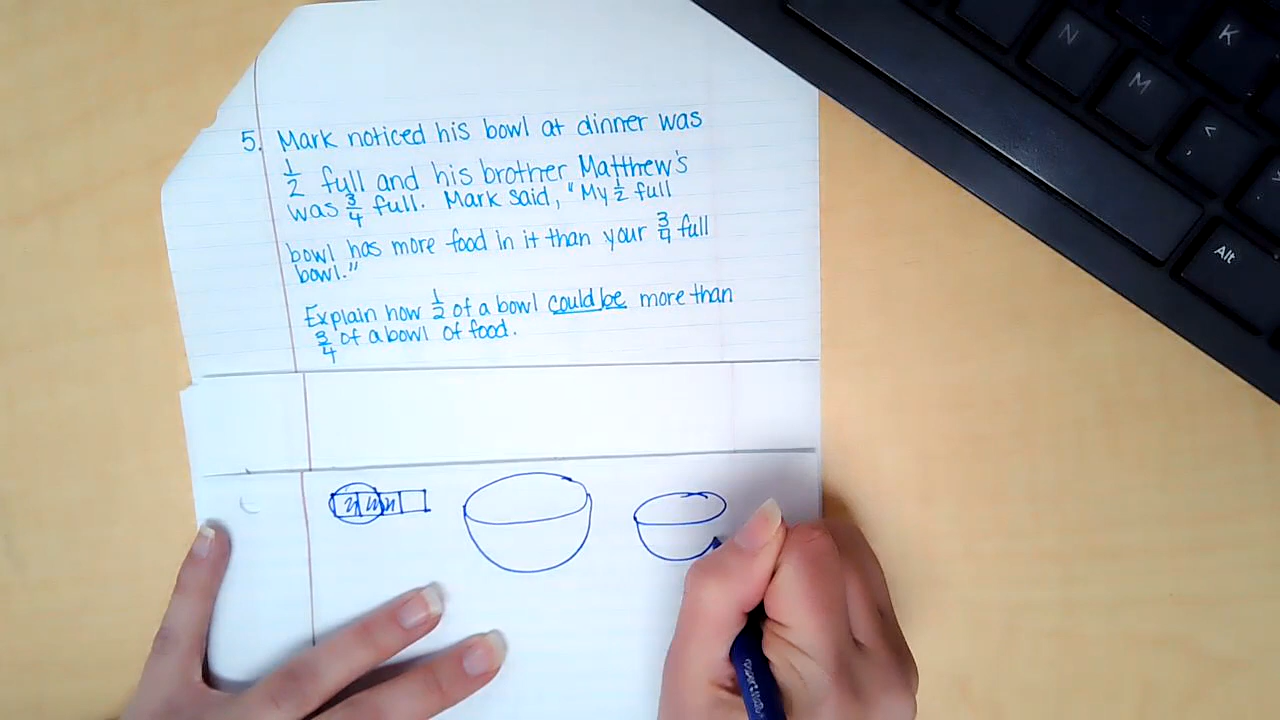 5. Mark noticed his bowl at dinner was
1/2 full and his brother Matthew's
was 3/4 full. Mark said, "My 1/2 full
bowl has more food in it than your 3/4 full
bowl."
Explain how 1/2 of a bowl could be more than
3/4 of a bowl of food.
N
M
K
<
,
Alt